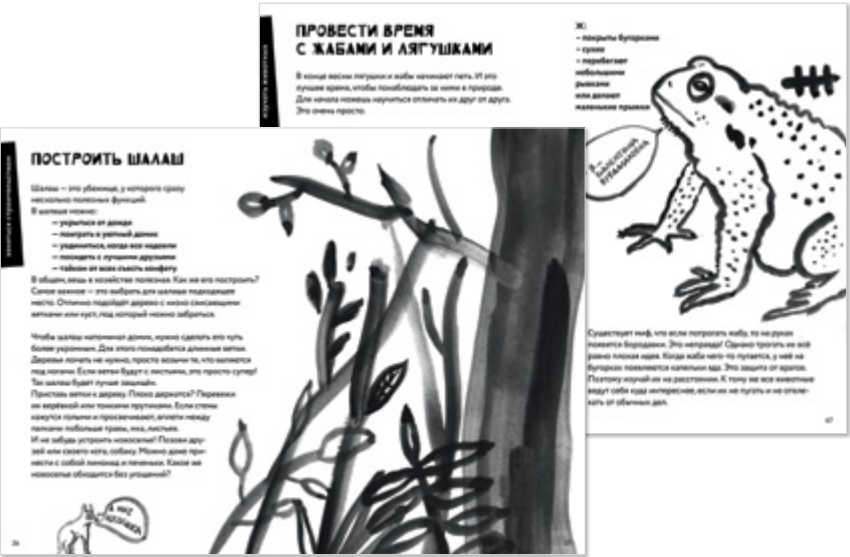 ПРОВЕСТИ ВРЕМЯ
С ЖАБАМИ И ЛЯГУШКАМИ
В конце весны лягушки и жабы начинают петь. И это
лучшее время, чтобы понаблюдать за ними в природе.
Для начала можешь научиться отличать их друг от друга.
Это очень просто.
Ж:
– покрыты бугорками
– сухие
– перебегают
небольшими
рывками
или делают
маленькие прыжки
Я –
ВАЛЕНТИНА
Существует миф, что если потрогать жабу, то на руках
появятся бородавки. Это неправда! Однако трогать их всё
равно плохая идея. Когда жаба чего-то пугается, у неё на
бугорках появляются капельки яда. Это защита от врагов.
Поэтому изучай их на расстоянии. К тому же все животные
ведут себя куда интереснее, если их не пугать и не отвле-
кать от обычных дел.
67
изучать животных
заняться строительством
ПОСТРОИТЬ ШАЛАШ
Шалаш – это убежище, у которого сразу
несколько полезных функций.
В шалаше можно:
– укрыться от дождя
– поиграть в уютный домик
– уединиться, когда все надоели
– посидеть с лучшими друзьями
– тайком от всех съесть конфету
В общем, вещь в хозяйстве полезная. Как же его построить?
Самое важное – это выбрать для шалаша подходящее
место. Отлично подойдёт дерево с низко свисающими
ветками или куст, под который можно забраться.
Чтобы шалаш напоминал домик, нужно сделать его чуть
более укромным. Для этого понадобятся длинные ветки.
Деревья ломать не нужно, просто возьми те, что валяются
под ногами. Если ветки будут с листьями, это просто супер!
Так шалаш будет лучше защищён.
Приставь ветки к дереву. Плохо держатся? Перевяжи
их верёвкой или тонкими прутиками. Если стены
кажутся голыми и просвечивают, вплети между
палками побольше травы, мха, листьев.
И не забудь устроить новоселье! Позови дру-
зей или своего кота, собаку. Можно даже при-
нести с собой лимонад и печеньки. Какое же
новоселье обходится без угощений?
36
37